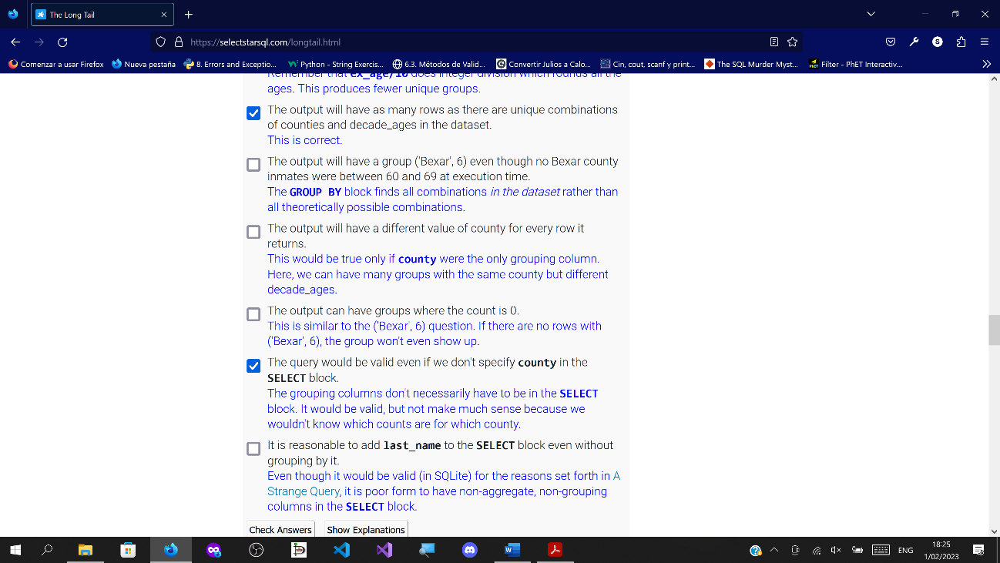 The Long Tail
https://selectstarsql.com/longtail.html
S
Comenzar a usar Firefox
Nueva pestaña
8. Errors and Exceptio...
Python - String Exercis...
6.3. Métodos de Valid...
Convertir Julios a Calo...
Cin, cout, scanf y print...
The SQL Murder Myst...
Filter - PhET Interactiv...
Remember that ex_age/10 does integer division which rounds all the
ages. This produces fewer unique groups.
The output will have as many rows as there are unique combinations
of counties and decade_ages in the dataset.
This is correct.
The output will have a group ('Bexar', 6) even though no Bexar county
inmates were between 60 and 69 at execution time.
The GROUP BY block finds all combinations in the dataset rather than
all theoretically possible combinations.
The output will have a different value of county for every row it
returns.
This would be true only if county were the only grouping column.
Here, we can have many groups with the same county but different
decade_ages.
The output can have groups where the count is 0.
This is similar to the ('Bexar', 6) question. If there are no rows with
('Bexar', 6), the group won't even show up.
The query would be valid even if we don't specify county in the
SELECT block.
The grouping columns don't necessarily have to be in the SELECT
block. It would be valid, but not make much sense because we
wouldn't know which counts are for which county.
It is reasonable to add last_name to the SELECT block even without
grouping by it.
Even though it would be valid (in SQLite) for the reasons set forth in A
Strange Query, it is poor form to have non-aggregate, non-grouping
columns in the SELECT block.
Check Answers
Show Explanations
ENG
18:25
1/02/2023